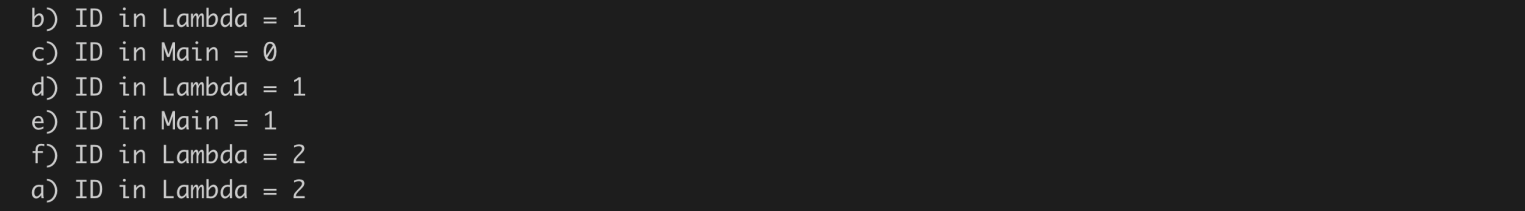 b) ID in Lambda = 1
c) ID in Main = 0
d) ID in Lambda = 1
e) ID in Main = 1
f) ID in Lambda = 2
a) ID in Lambda = 2